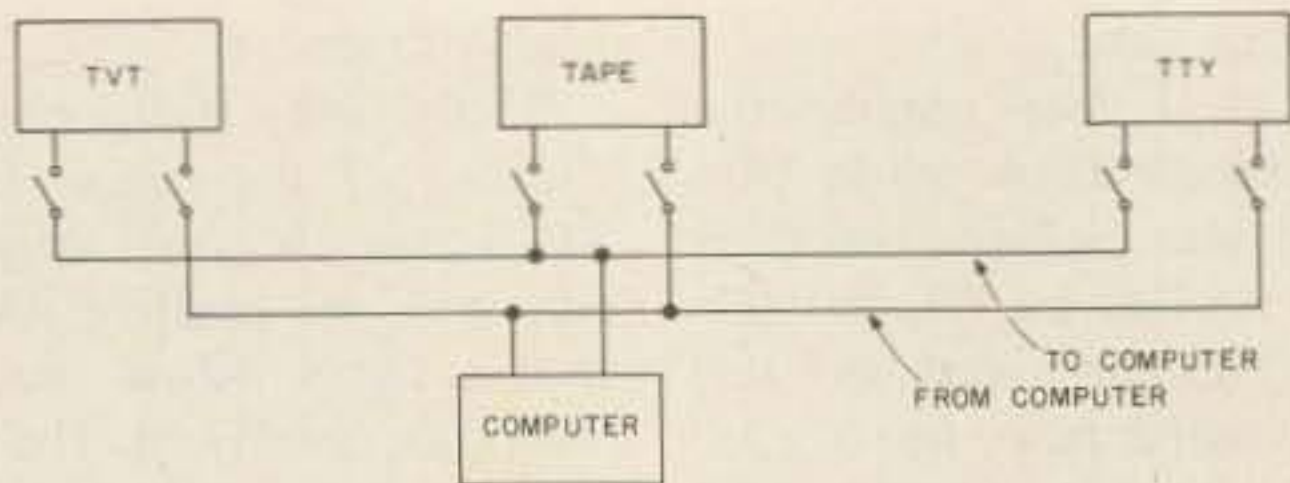 TVT
TAPE
TTY
TO COMPUTER
FROM COMPUTER
COMPUTER